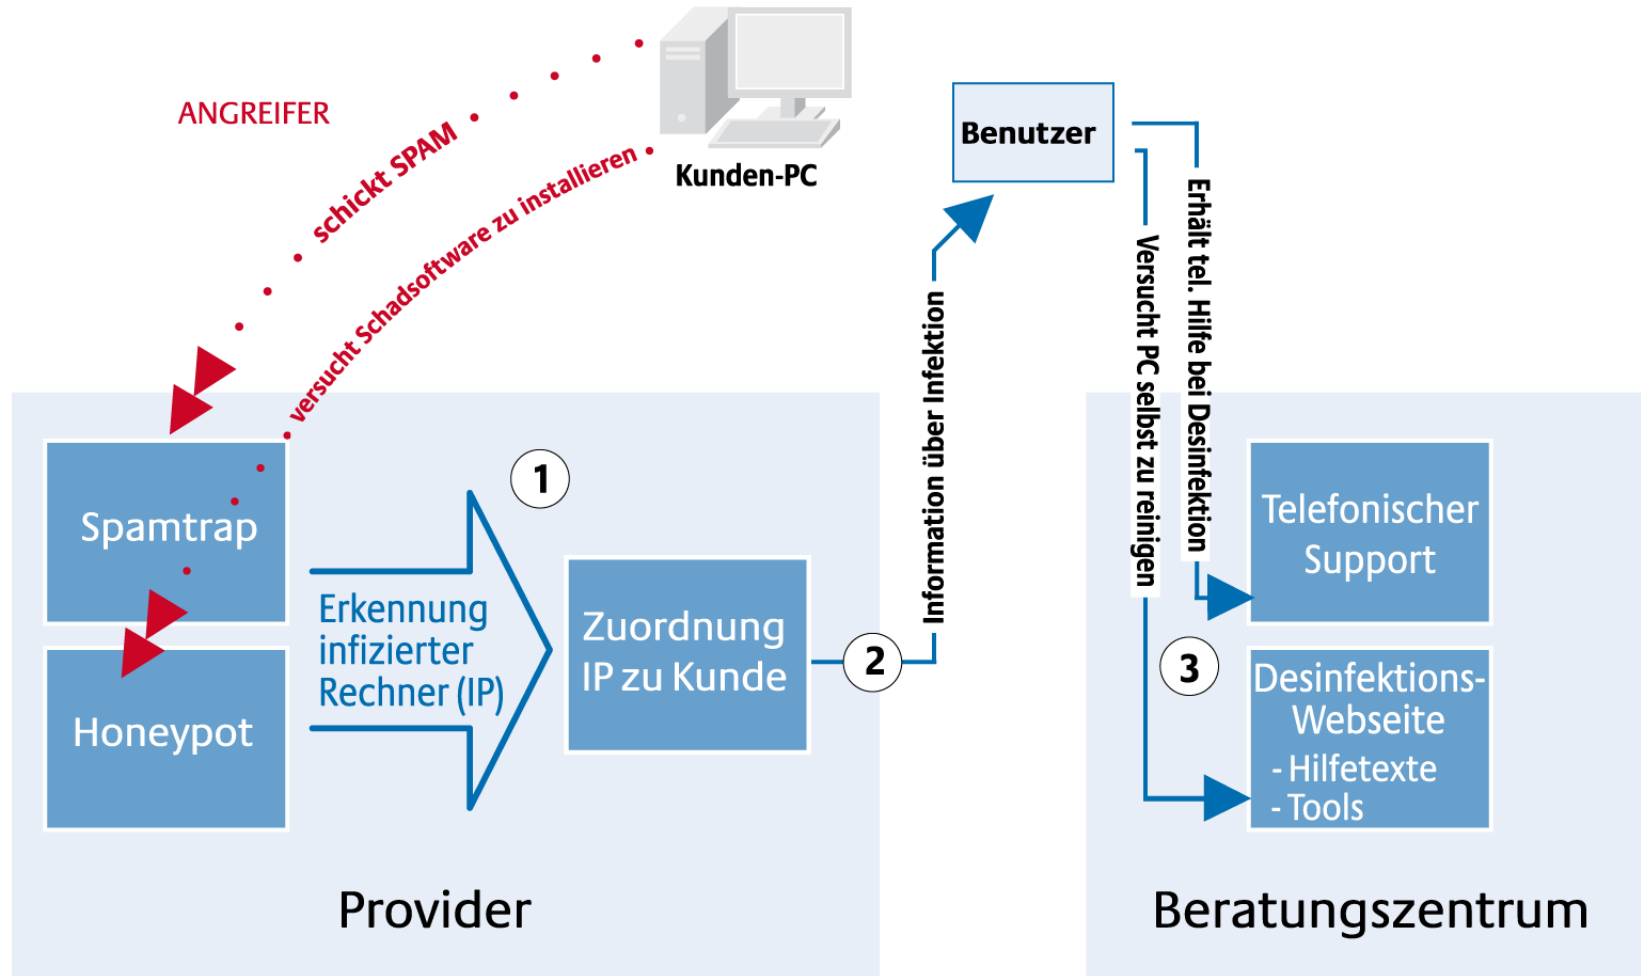 ANGREIFER
schickt SPAM
versucht Schadsoftware zu installieren
Kunden-PC
Benutzer
Information über Infektion
Versucht PC selbst zu reinigen
Erhält tel. Hilfe bei Desinfektion
1
Spamtrap
Honeypot
Erkennung
infizierter
Rechner (IP)
Zuordnung
IP zu Kunde
2
3
Telefonischer
Support
Desinfektions-
Webseite
- Hilfetexte
- Tools
Provider
Beratungszentrum